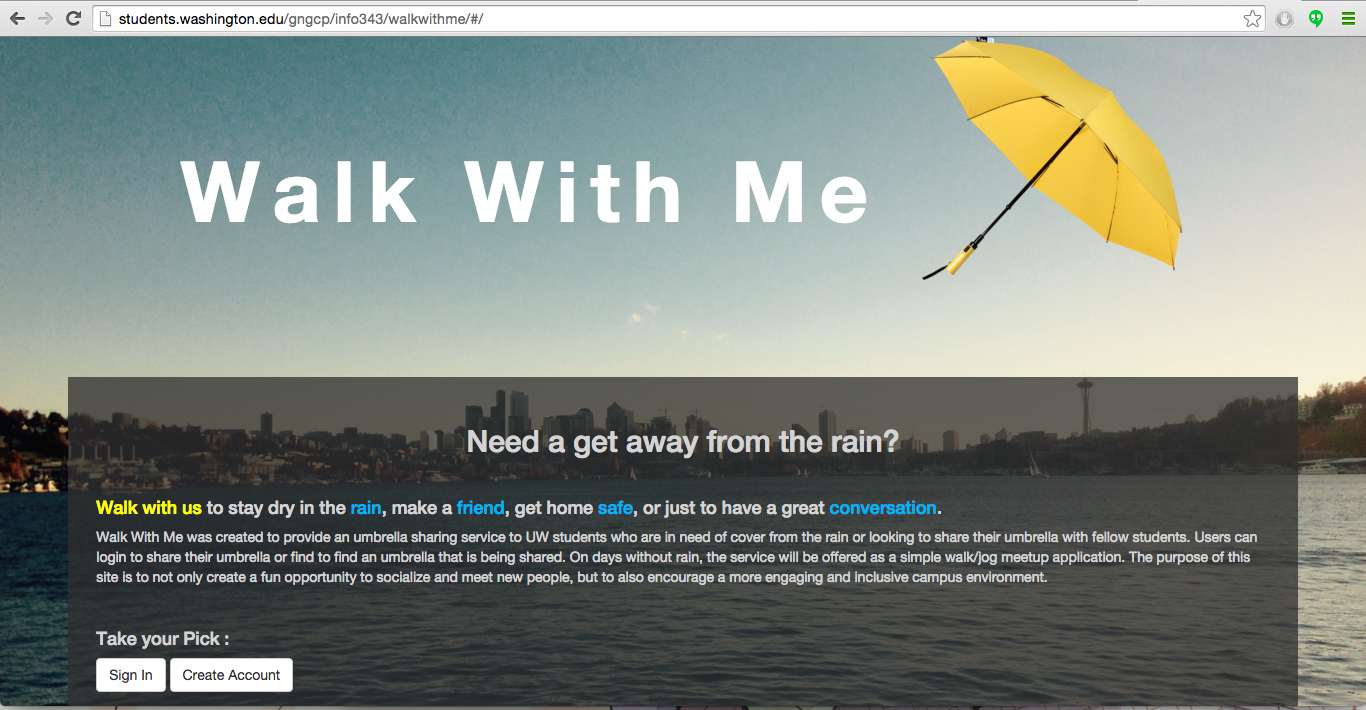 students.washington.edu/gngcp/info343/walkwithme/#/
Walk With Me
Need a get away from the rain?
Walk with us to stay dry in the rain, make a friend, get home safe, or just to have a great conversation.
Walk With Me was created to provide an umbrella sharing service to UW students who are in need of cover from the rain or looking to share their umbrella with fellow students. Users can
login to share their umbrella or find to find an umbrella that is being shared. On days without rain, the service will be offered as a simple walk/jog meetup application. The purpose of this
site is to not only create a fun opportunity to socialize and meet new people, but to also encourage a more engaging and inclusive campus environment.
Take your Pick :
Sign In Create Account